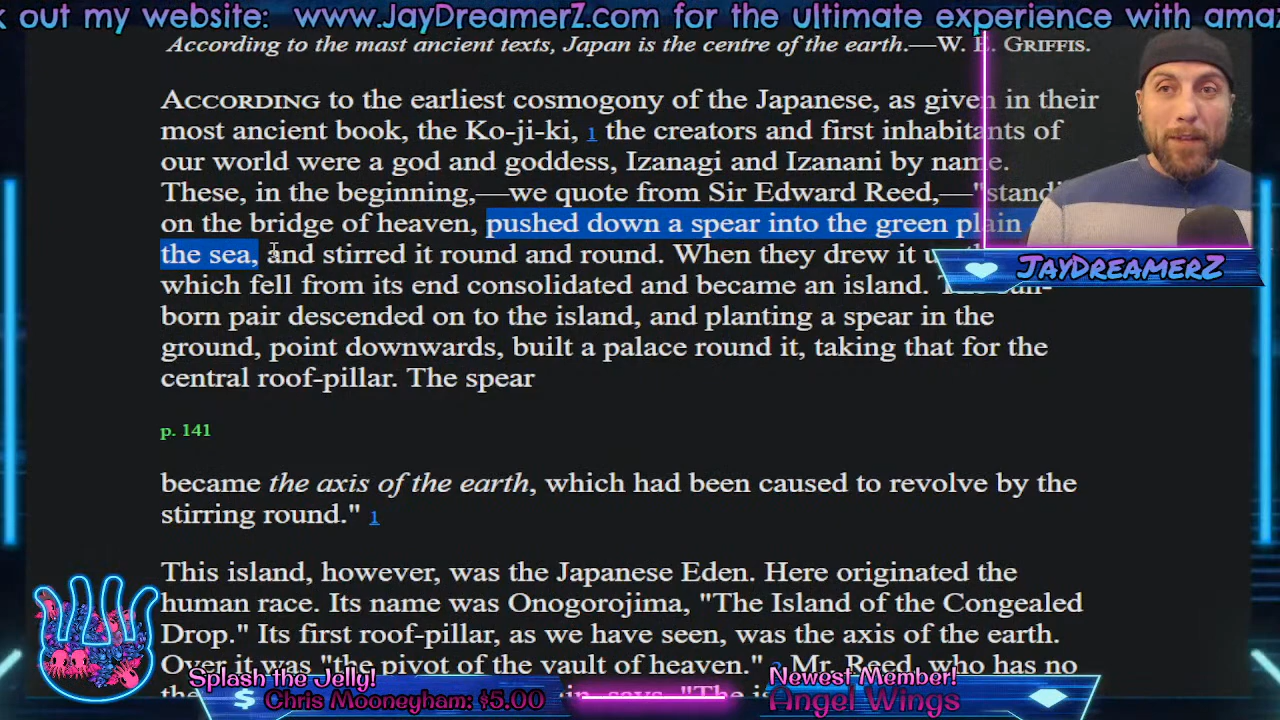 k out my website: www.JayDreamerZ.com for the ultimate experience with ama
According to the mast ancient texts, Japan is the centre of the earth.—W. E. GRIFFIS.
ACCORDING to the earliest cosmogony of the Japanese, as given in their
most ancient book, the Ko-ji-ki, 1 the creators and first inhabitants of
our world were a god and goddess, Izanagi and Izanani by name.
These, in the beginning,—we quote from Sir Edward Reed,—"standi
on the bridge of heaven, pushed down a spear into the green plain
the sea, and stirred it round and round. When they drew it
which fell from its end consolidated and became an island.
born pair descended on to the island, and planting a spear in the
ground, point downwards, built a palace round it, taking that for the
central roof-pillar. The spear
JayDreamerZ
p. 141
became the axis of the earth, which had been caused to revolve by the
stirring round." 1
This island, however, was the Japanese Eden. Here originated the
human race. Its name was Onogorojima, "The Island of the Congealed
Drop." Its first roof-pillar, as we have seen, was the axis of the earth.
Over it was "the pivot of the vault of heaven." 2 Mr. Reed, who has no
says, "The
Splash the Jelly!
$ Chris Mooneyham: $5.00
Newest Member!
Angel Wings